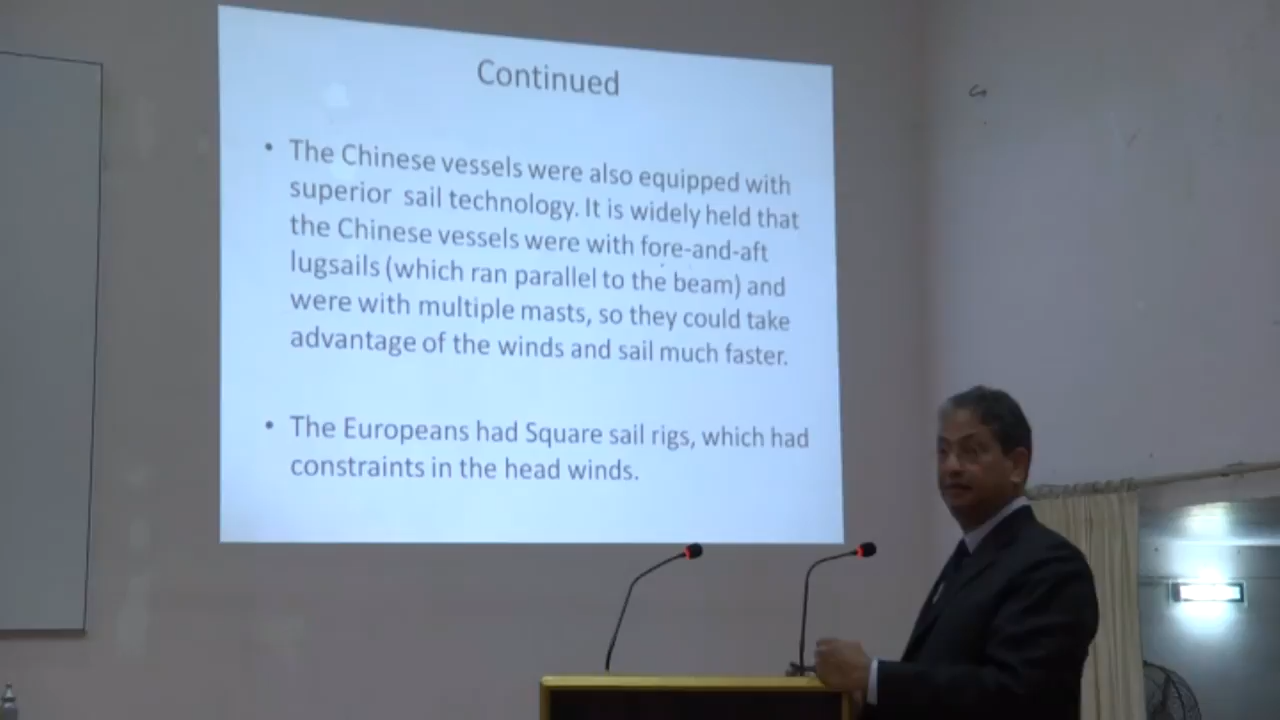 Continued
• The Chinese vessels were also equipped with
superior sail technology. It is widely held that
the Chinese vessels were with fore-and-aft
lugsails (which ran parallel to the beam) and
were with multiple masts, so they could take
advantage of the winds and sail much faster.
• The Europeans had Square sail rigs, which had
constraints in the head winds.